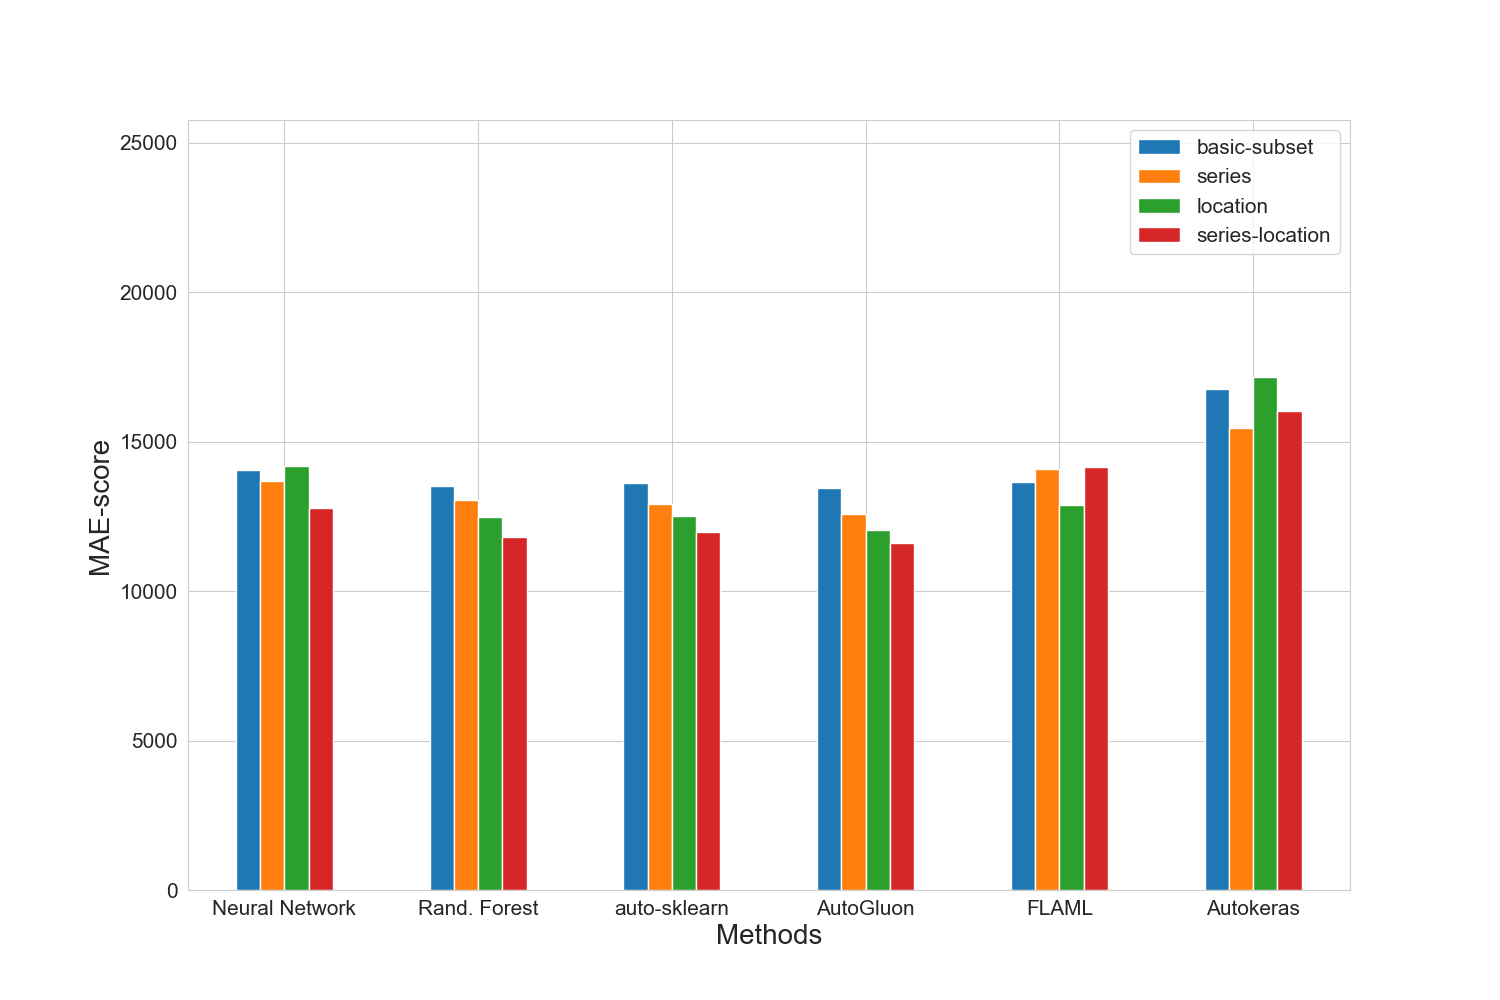 25000
20000
15000
10000
5000
0
MAE-score
basic-subset
series
location
series-location
Neural Network
Rand. Forest
auto-sklearn
AutoGluon
FLAML
Autokeras
Methods